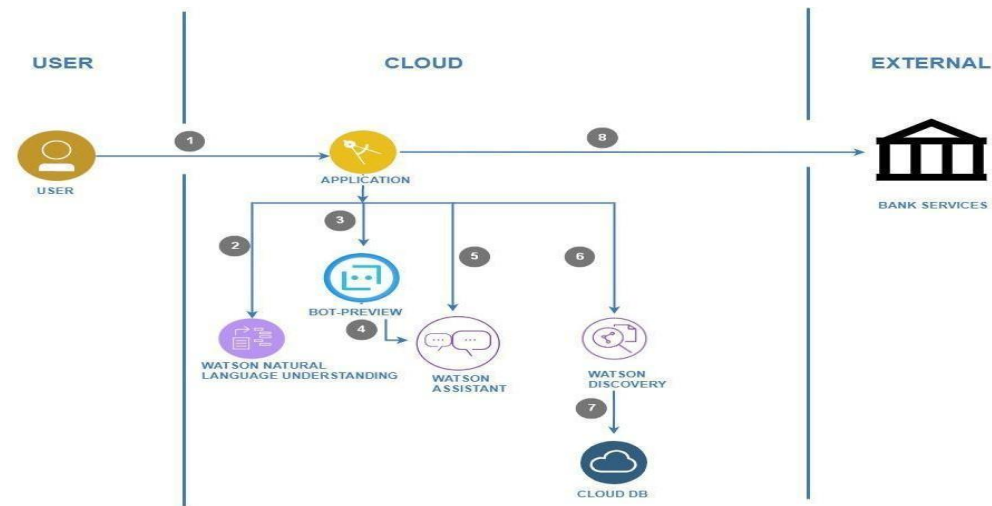 USER
CLOUD
EXTERNAL
1
8
USER
APPLICATION
BANK SERVICES
2
3
5
6
BOT-PREVIEW
4
WATSON NATURAL
LANGUAGE UNDERSTANDING
WATSON
ASSISTANT
WATSON
DISCOVERY
7
CLOUD DB